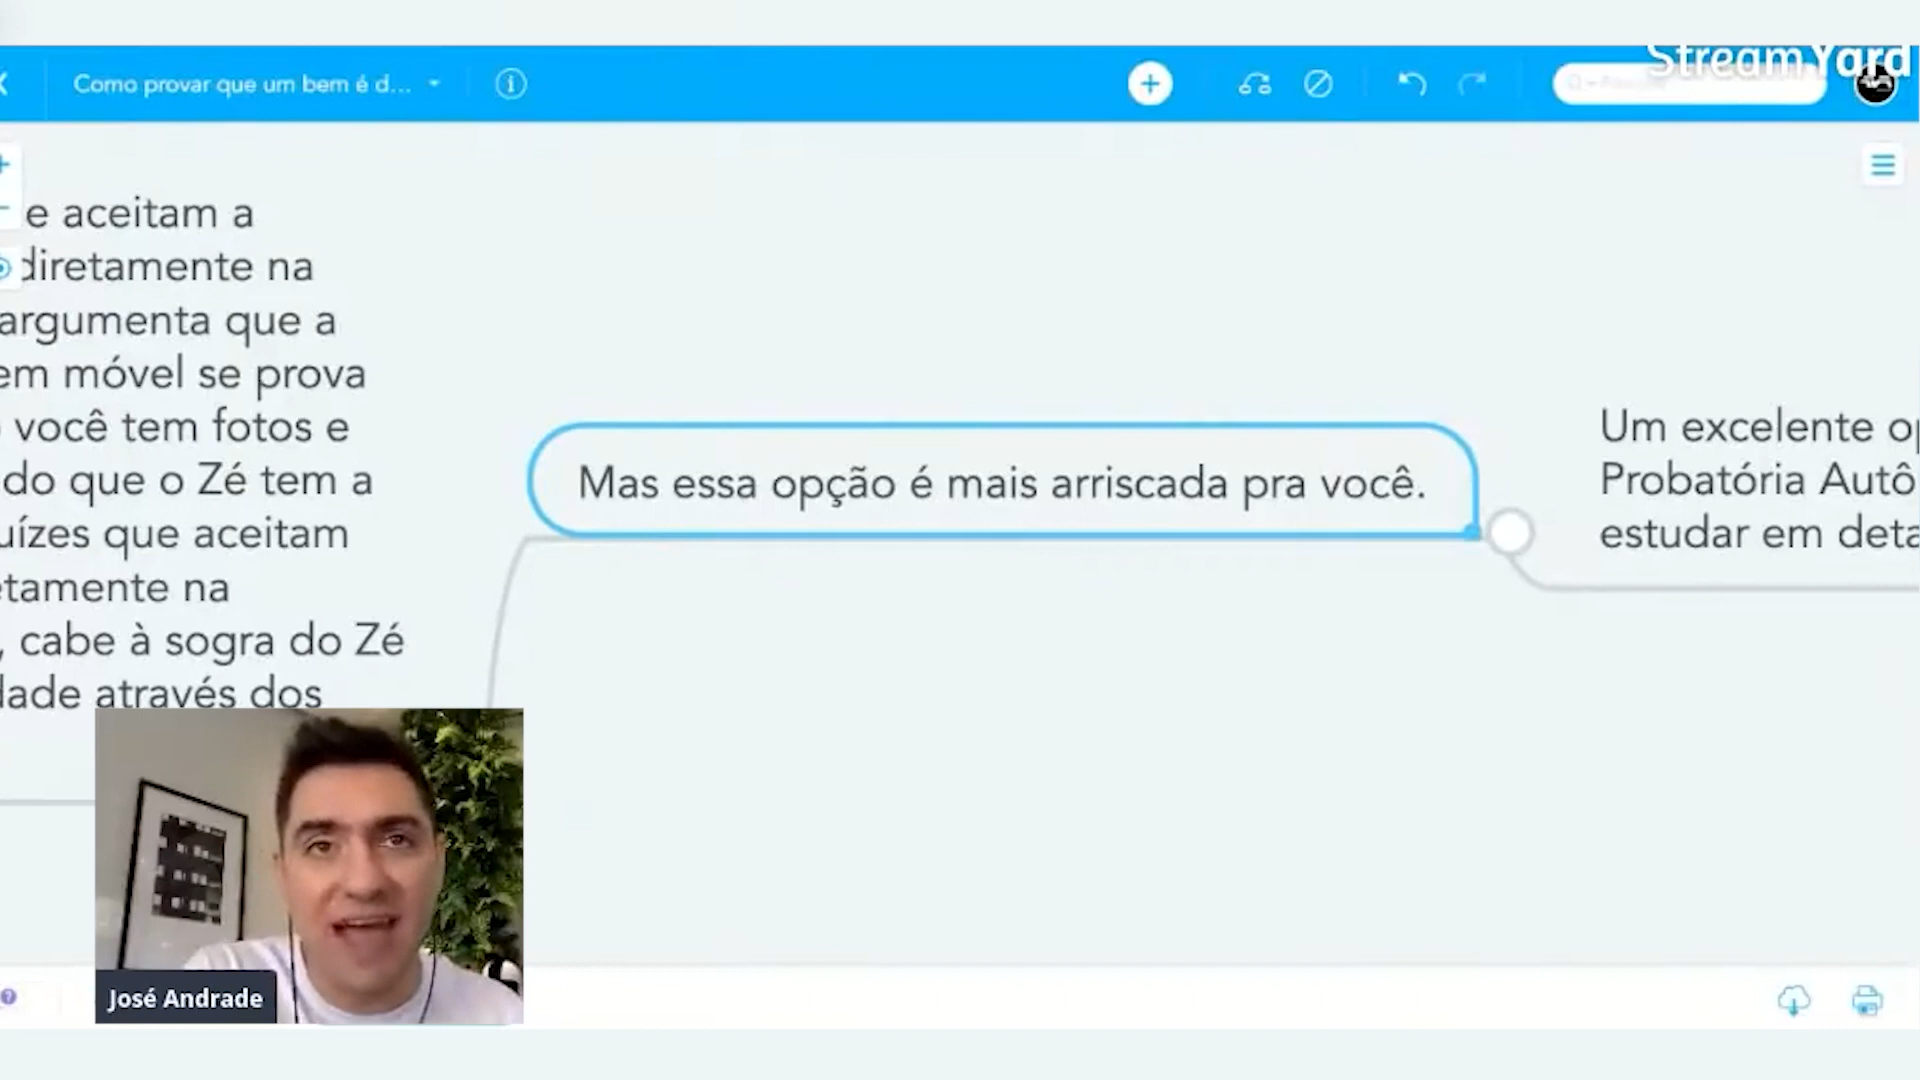 StreamYard
Como provar que um bem é d...
e aceitam a
diretamente na
argumenta que a
em móvel se prova
você tem fotos e
do que o Zé tem a
uízes que aceitam
etamente na
, cabe à sogra do Zé
dade através dos
Mas essa opção é mais arriscada pra você.
Um excelente op
Probatória Autô
estudar em deta
José Andrade